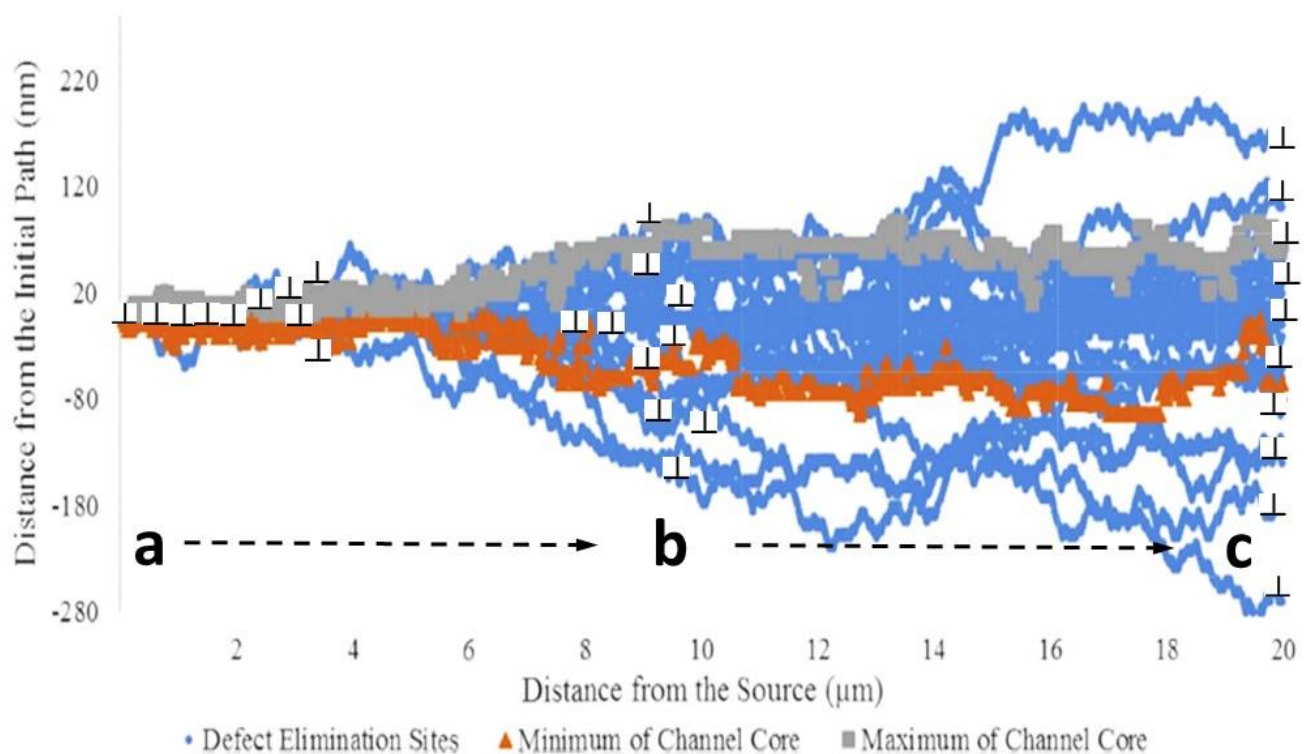 Distance from the Initial Path (nm)
220
120
20
-80
-180
-280
a
b
c
2 4 6 8 10 12 14 16 18 20
Distance from the Source (µm)
Defect Elimination Sites Minimum of Channel Core Maximum of Channel Core